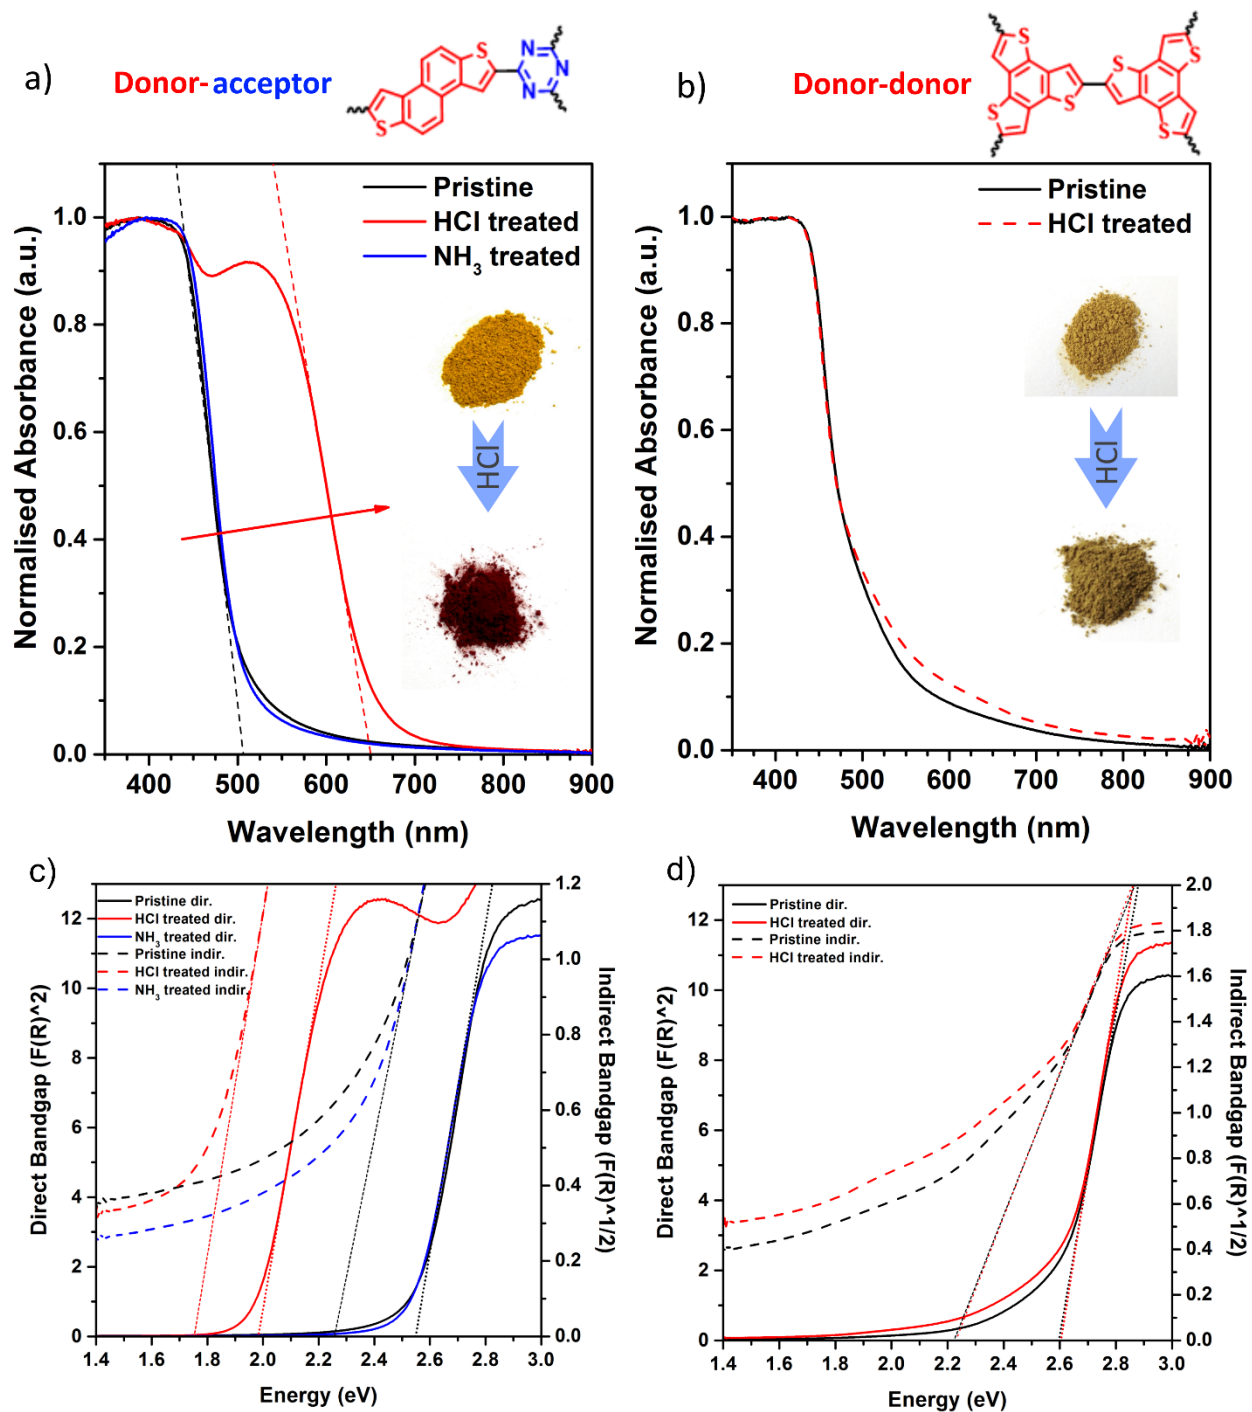 a)
Donor-acceptor
S
S
N
N
N
Pristine
HCl treated
NH3 treated
HCl
1.0
0.8
0.6
0.4
0.2
0.0
400 500 600 700 800 900
Normalised Absorbance (a.u.)
Wavelength (nm)
b)
Donor-donor
S
S
S
S
S
S
Pristine
HCl treated
HCl
1.0
0.8
0.6
0.4
0.2
0.0
400 500 600 700 800 900
Normalised Absorbance (a.u.)
Wavelength (nm)
c)
Pristine dir.
HCl treated dir.
NH3 treated dir.
Pristine indir.
HCl treated indir.
NH3 treated indir.
12
10
8
6
4
2
0
1.2
1.0
0.8
0.6
0.4
0.2
0.0
1.4 1.6 1.8 2.0 2.2 2.4 2.6 2.8 3.0
Direct Bandgap (F(R)^2)
Indirect Bandgap (F(R)^1/2)
Energy (eV)
d)
Pristine dir.
HCl treated dir.
Pristine indir.
HCl treated indir.
12
10
8
6
4
2
0
2.0
1.8
1.6
1.4
1.2
1.0
0.8
0.6
0.4
0.2
0.0
1.4 1.6 1.8 2.0 2.2 2.4 2.6 2.8 3.0
Direct Bandgap (F(R)^2)
Indirect Bandgap (F(R)^1/2)
Energy (eV)